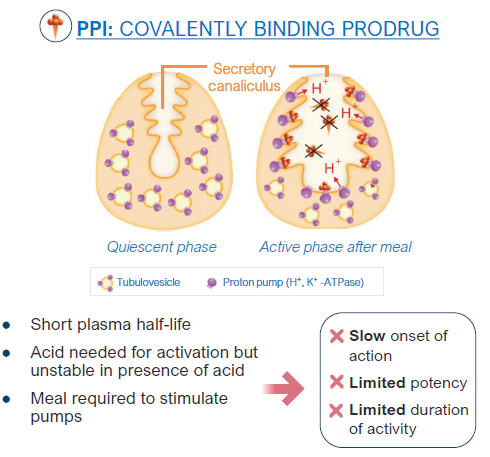 PPI: COVALENTLY BINDING PRODRUG
Secretory
canaliculus
H+
H+
H+
Quiescent phase
Active phase after meal
Tubulovesicle
Proton pump (H+, K+ -ATPase)
● Short plasma half-life
● Acid needed for activation but
unstable in presence of acid
● Meal required to stimulate
pumps
Slow onset of
action
Limited potency
Limited duration
of activity